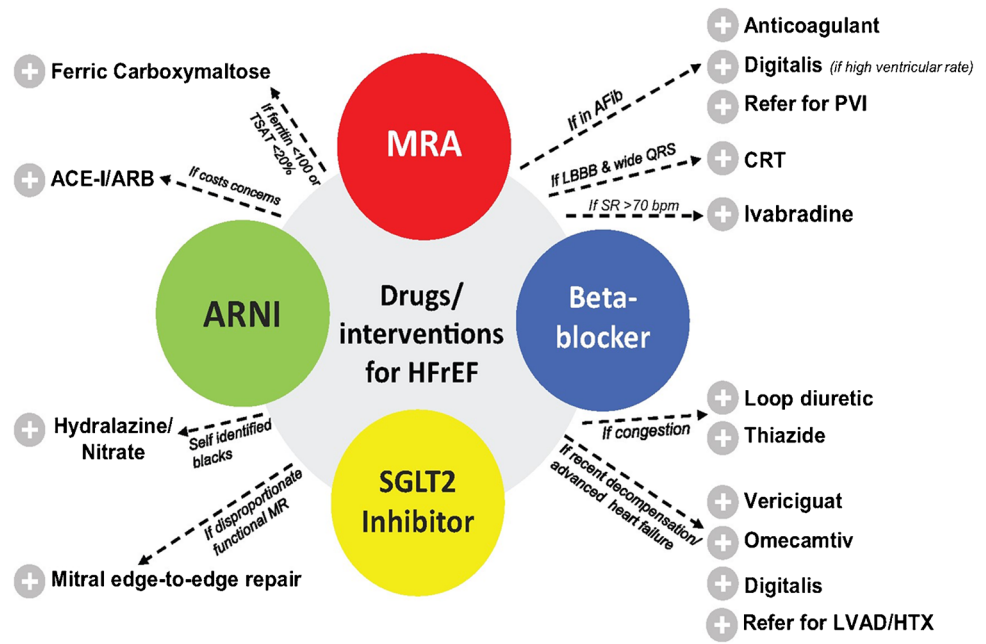 Anticoagulant
Digitalis (if high ventricular rate)
Refer for PVI
If in AFib
Ferric Carboxymaltose
If ferritin <100 or
TSAT <20%
MRA
CRT
If LBBB & wide QRS
ACE-I/ARB
If costs concerns
Ivabradine
If SR >70 bpm
ARNI
Drugs/
interventions
for HFrEF
Beta-
blocker
Hydralazine/
Nitrate
Self identified
blacks
Loop diuretic
Thiazide
If congestion
SGLT2
Inhibitor
If recent decompensation/
advanced heart failure
Vericiguat
Omecamtiv
Digitalis
Refer for LVAD/HTX
If disproportionate
functional MR
Mitral edge-to-edge repair